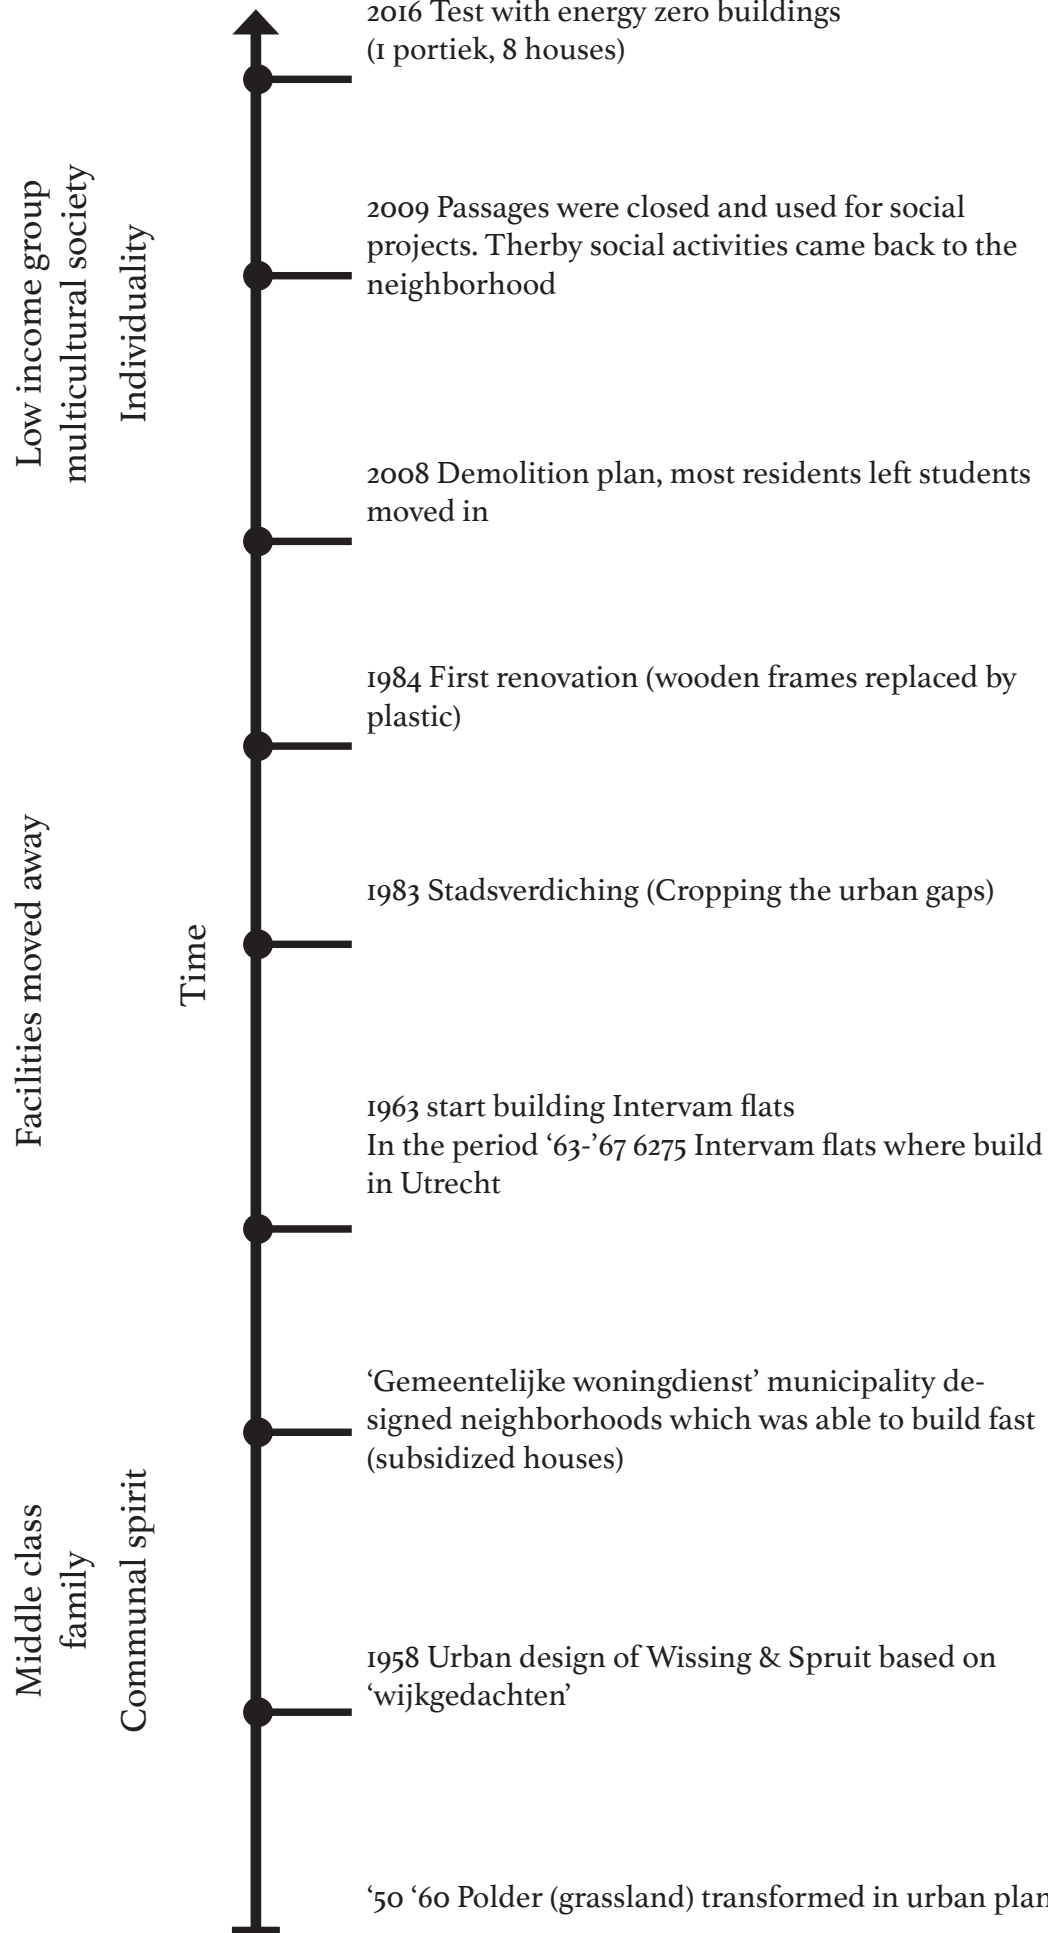 2016 Test with energy zero buildings
(1 portiek, 8 houses)
2009 Passages were closed and used for social
projects. Therby social activities came back to the
neighborhood
2008 Demolition plan, most residents left students
moved in
1984 First renovation (wooden frames replaced by
plastic)
1983 Stadsverdiching (Cropping the urban gaps)
1963 start building Intervam flats
In the period ‘63-’67 6275 Intervam flats where build
in Utrecht
‘Gemeentelijke woningdienst’ municipality de-
signed neighborhoods which was able to build fast
(subsidized houses)
1958 Urban design of Wissing & Spruit based on
‘wijkgedachten’
‘50 ‘60 Polder (grassland) transformed in urban plan
Low income group
multicultural society
Individuality
Facilities moved away
Time
Middle class
family
Communal spirit